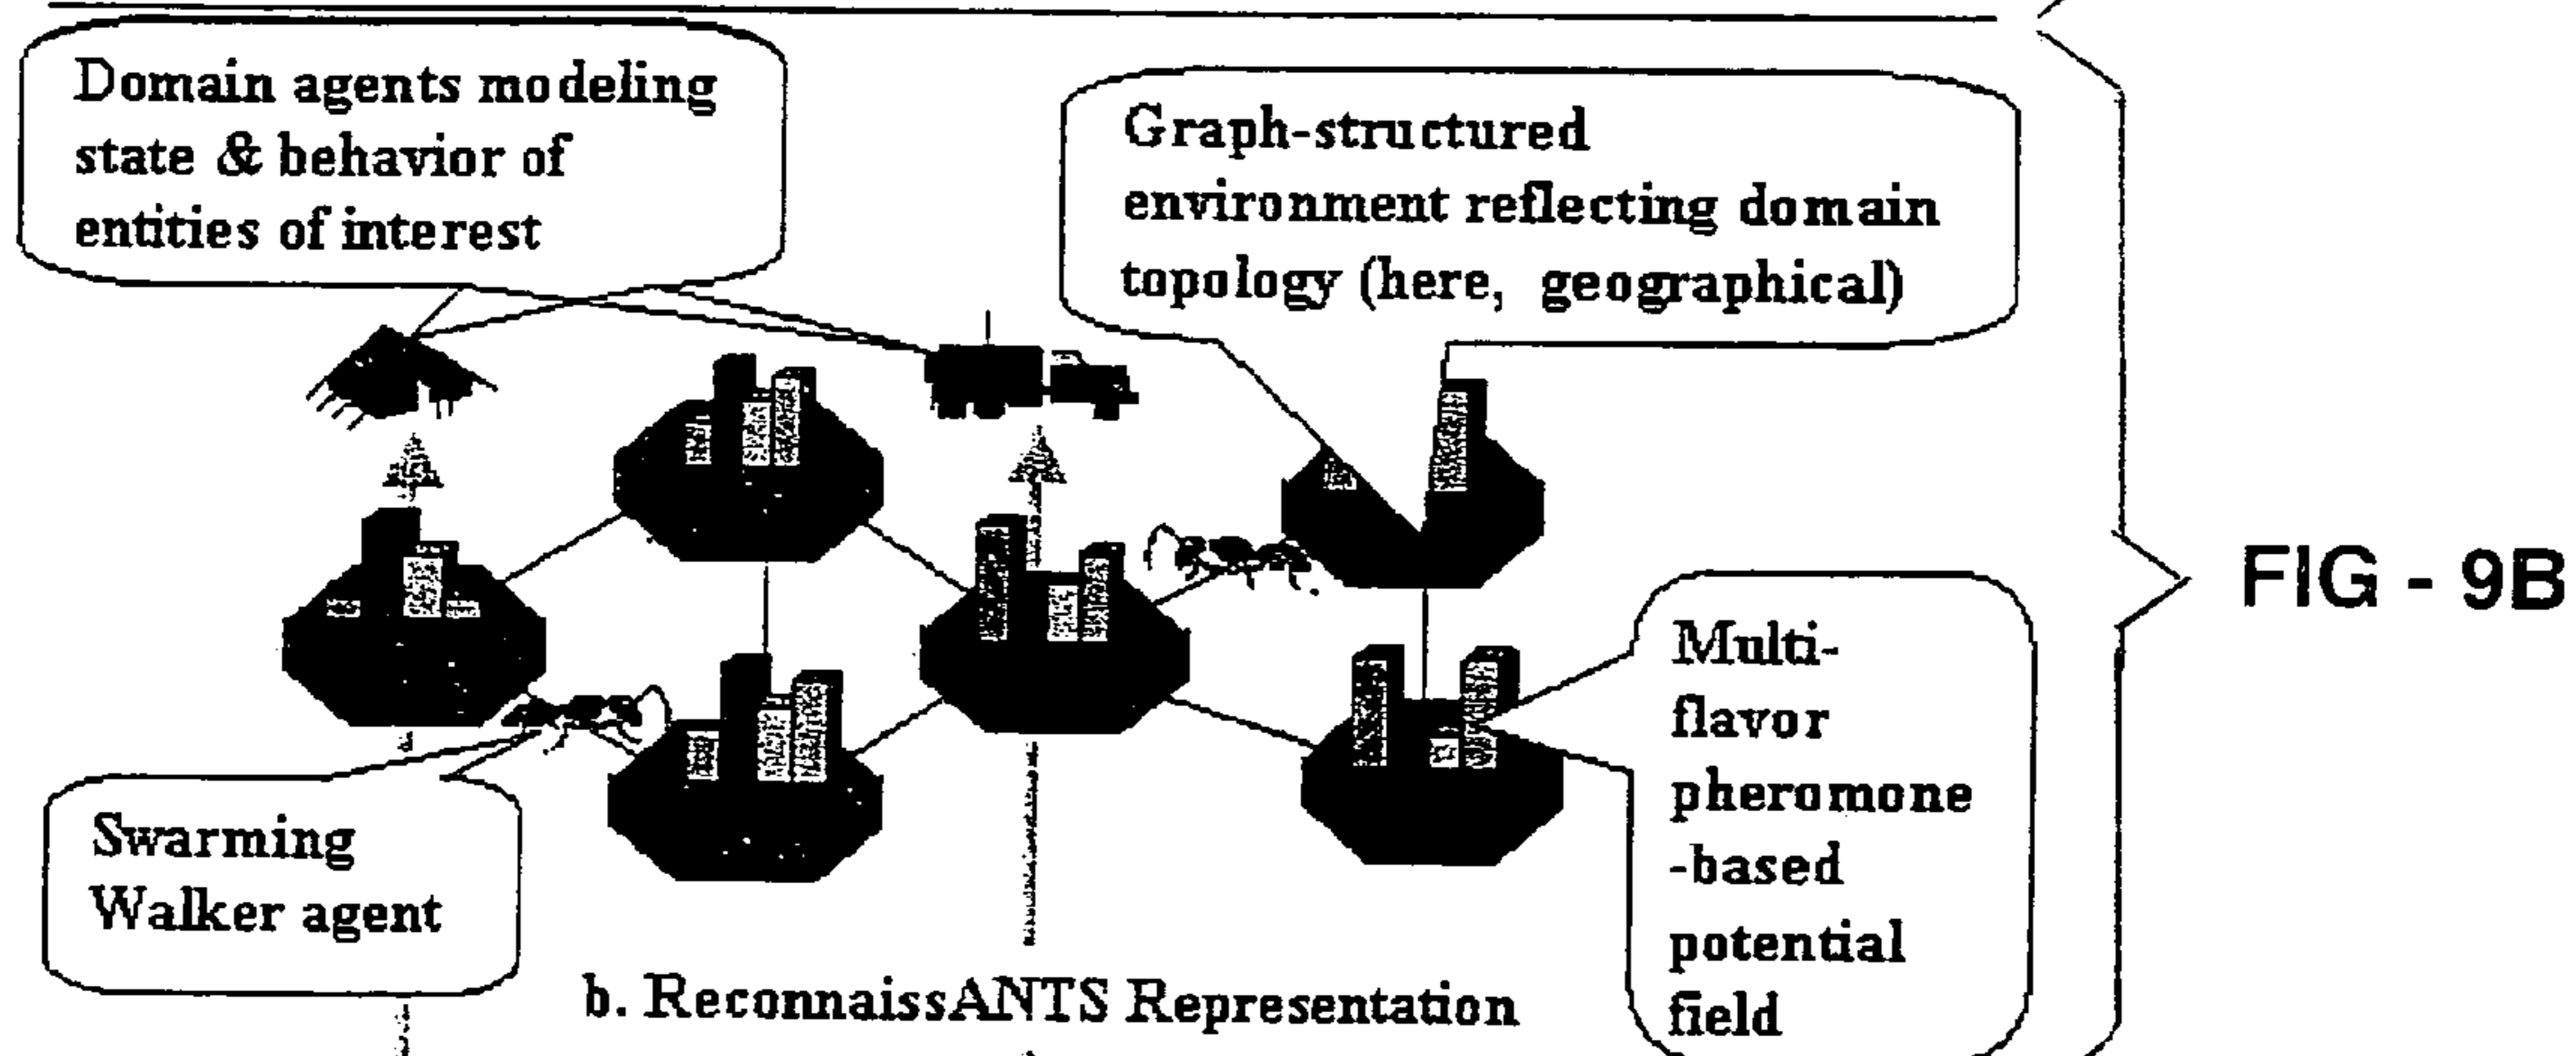 Domain agents modeling
state & behavior of
entities of interest
Graph-structured
environment reflecting domain
topology (here, geographical)
FIG - 9B
Multi-
flavor
pheromone
-based
potential
field
Swarming
Walker agent
b. ReconnaissANTS Representation